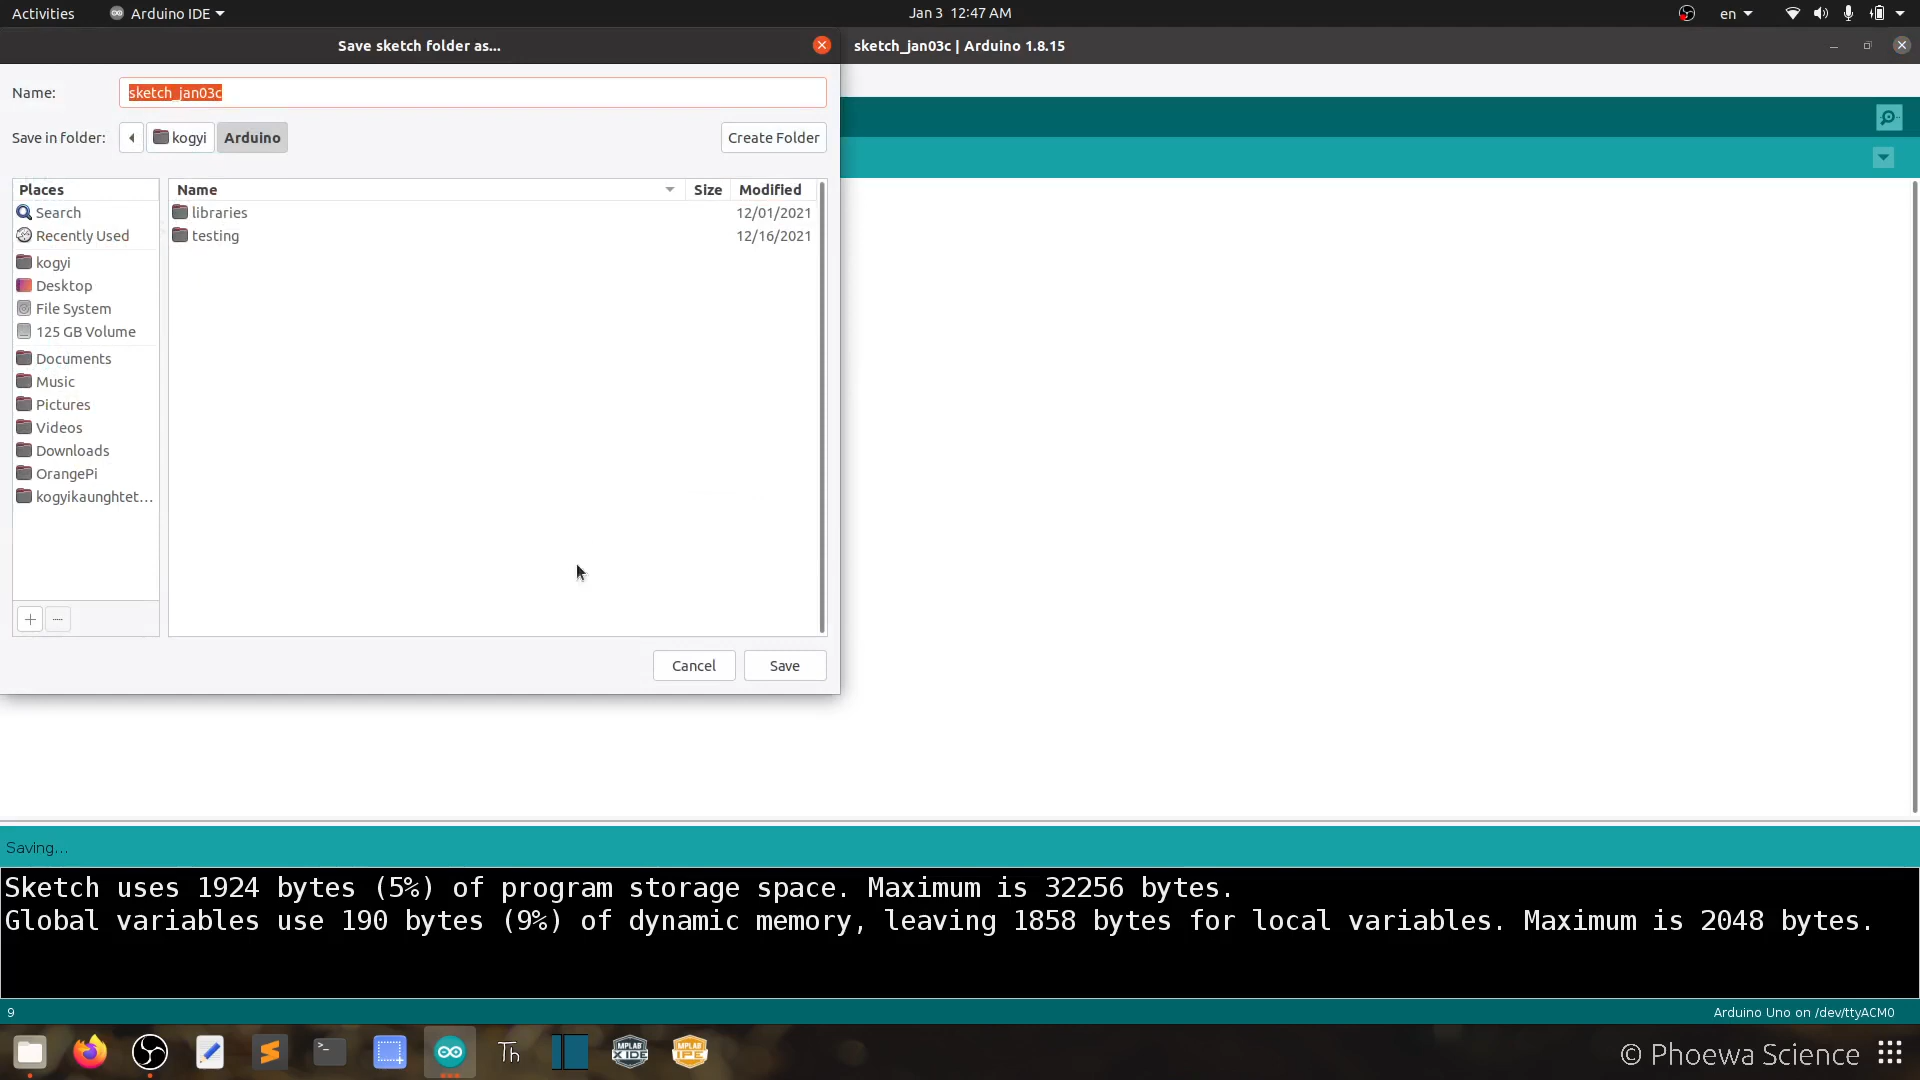 Activities
Arduino IDE
Jan 3 12:47 AM
en
Save sketch folder as...
sketch_jan03c | Arduino 1.8.15
Name:
sketch_jan03c
Save in folder:
kogyi
Arduino
Create Folder
Places
Name
Size
Modified
Search
libraries
12/01/2021
Recently Used
testing
12/16/2021
kogyi
Desktop
File System
125 GB Volume
Documents
Music
Pictures
Videos
Downloads
OrangePi
kogyikaunghtet...
Cancel
Save
Saving...
Sketch uses 1924 bytes (5%) of program storage space. Maximum is 32256 bytes.
Global variables use 190 bytes (9%) of dynamic memory, leaving 1858 bytes for local variables. Maximum is 2048 bytes.
9
Arduino Uno on /dev/ttyACM0
Th
MPLAB
X IDE
MPLAB
IPE
© Phoewa Science